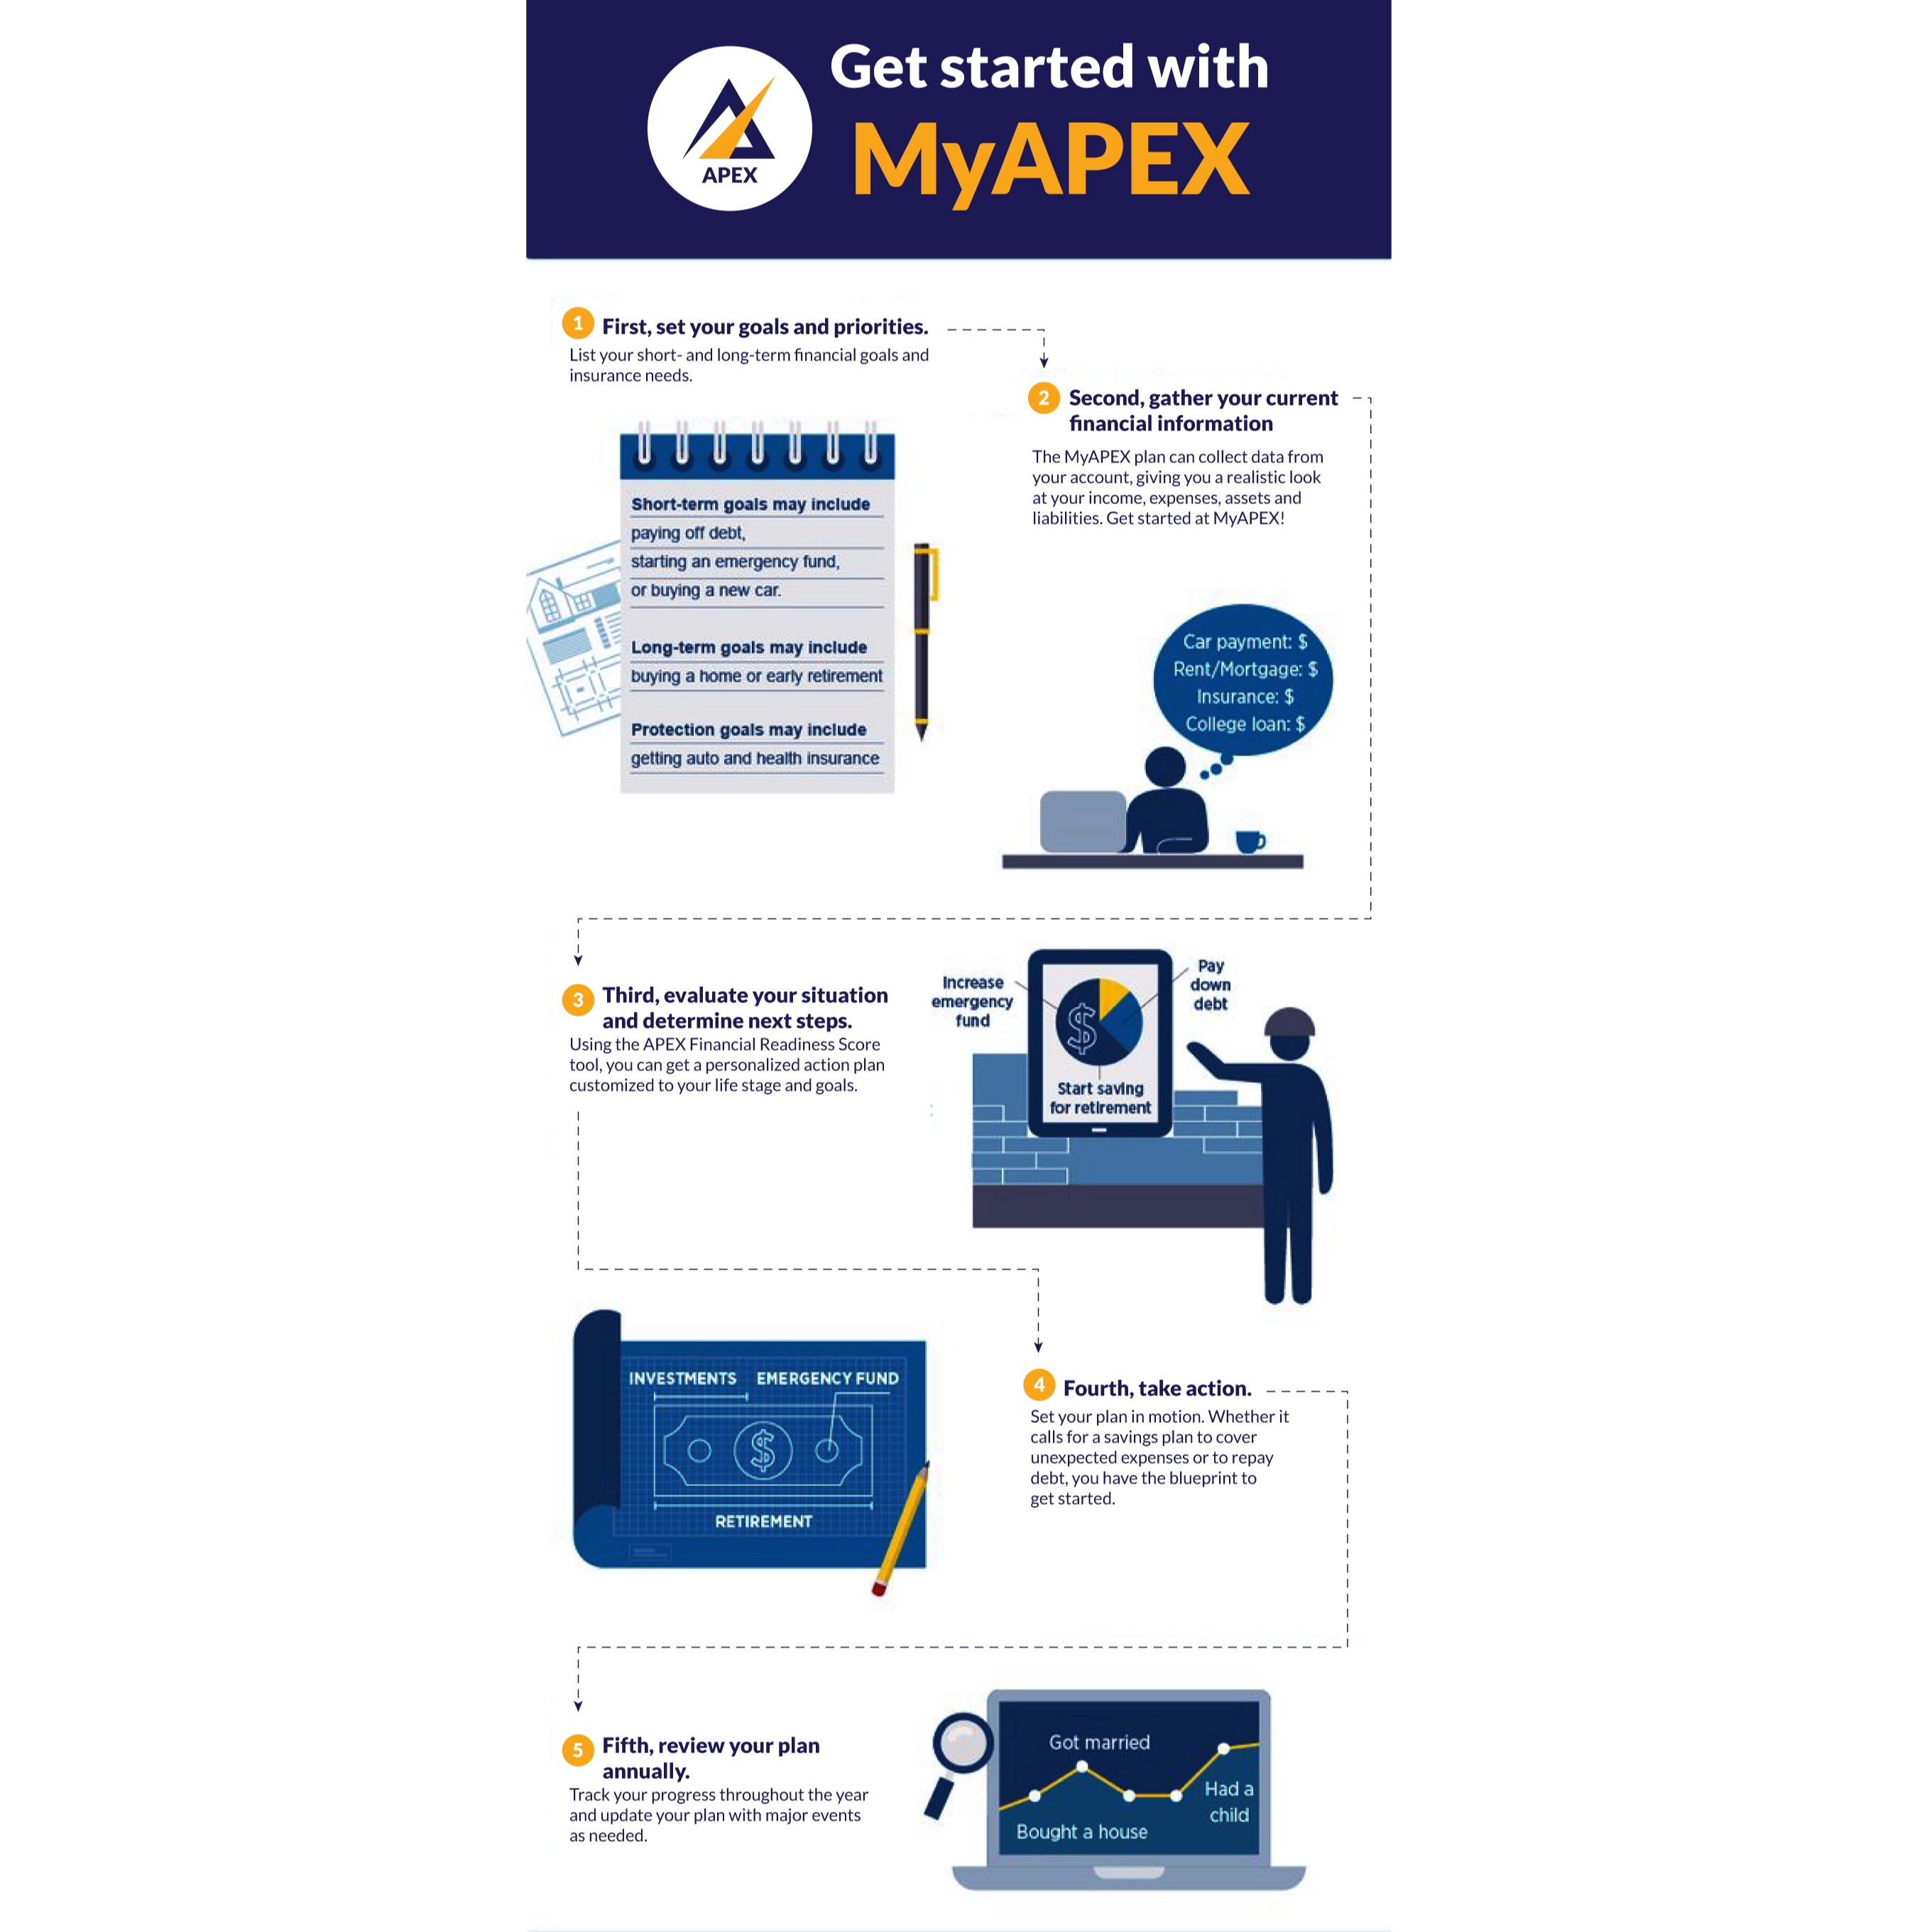 APEX
Get started with
MyAPEX
1 First, set your goals and priorities.
List your short- and long-term financial goals and
insurance needs.
Short-term goals may include
paying off debt,
starting an emergency fund,
or buying a new car.
Long-term goals may include
buying a home or early retirement
Protection goals may include
getting auto and health insurance
2 Second, gather your current
financial information
The MyAPEX plan can collect data from
your account, giving you a realistic look
at your income, expenses, assets and
liabilities. Get started at MyAPEX!
Car payment: $
Rent/Mortgage: $
Insurance: $
College loan: $
3 Third, evaluate your situation
and determine next steps.
Using the APEX Financial Readiness Score
tool, you can get a personalized action plan
customized to your life stage and goals.
Increase
emergency
fund
Pay
down
debt
$
Start saving
for retirement
INVESTMENTS EMERGENCY FUND
$
RETIREMENT
4 Fourth, take action.
Set your plan in motion. Whether it
calls for a savings plan to cover
unexpected expenses or to repay
debt, you have the blueprint to
get started.
5 Fifth, review your plan
annually.
Track your progress throughout the year
and update your plan with major events
as needed.
Got married
Had a
child
Bought a house